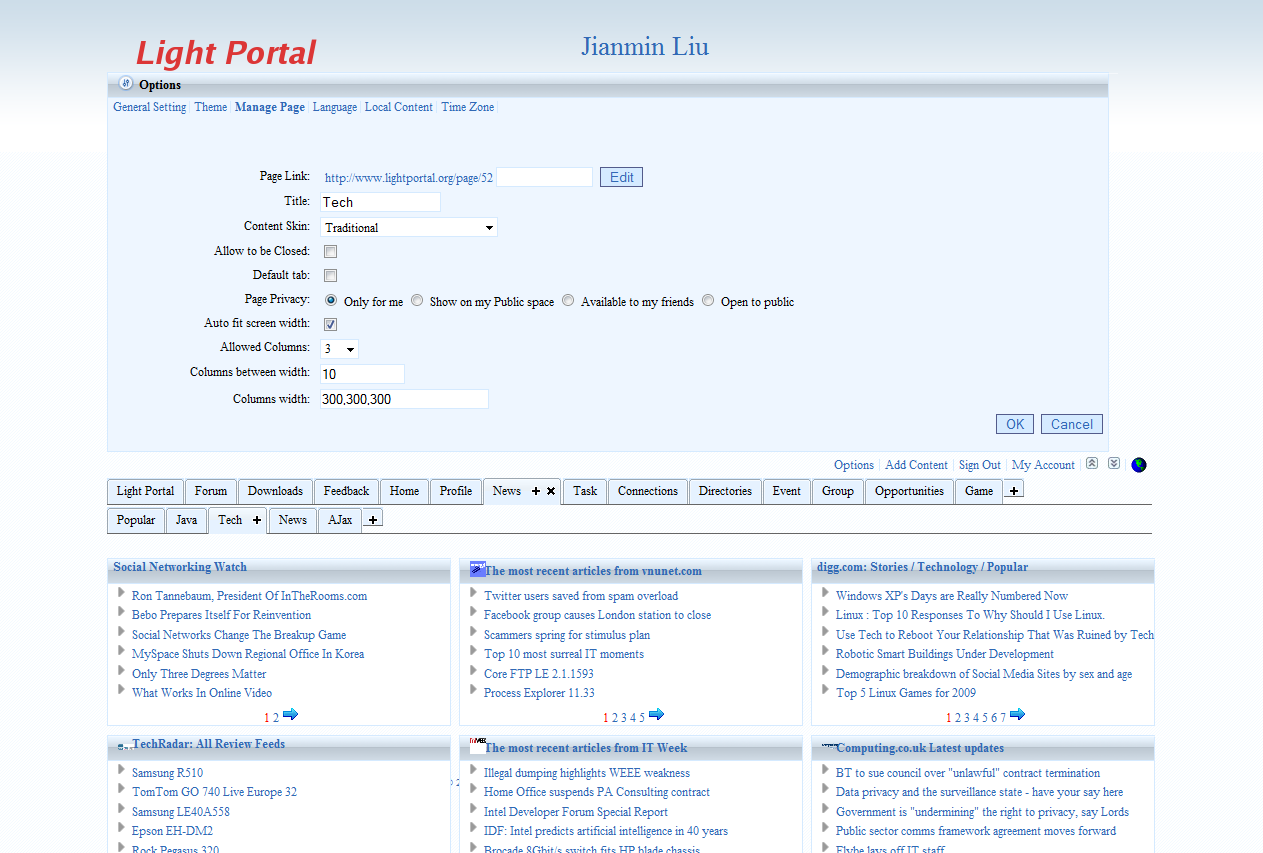 Light Portal
Jianmin Liu
Options
General Setting Theme Manage Page Language Local Content Time Zone
Page Link: http://www.lightportal.org/page/52 Edit
Title: Tech
Content Skin: Traditional
Allow to be Closed:
Default tab:
Page Privacy: Only for me Show on my Public space Available to my friends Open to public
Auto fit screen width:
Allowed Columns: 3
Columns between width: 10
Columns width: 300,300,300
OK Cancel
Options Add Content Sign Out My Account
Light Portal Forum Downloads Feedback Home Profile News + × Task Connections Directories Event Group Opportunities Game +
Popular Java Tech + News AJax +
Social Networking Watch
Ron Tannebaum, President Of InTheRooms.com
Bebo Prepares Itself For Reinvention
Social Networks Change The Breakup Game
MySpace Shuts Down Regional Office In Korea
Only Three Degrees Matter
What Works In Online Video
1 2
The most recent articles from vnunet.com
Twitter users saved from spam overload
Facebook group causes London station to close
Scammers spring for stimulus plan
Top 10 most surreal IT moments
Core FTP LE 2.1.1593
Process Explorer 11.33
1 2 3 4 5
digg.com: Stories / Technology / Popular
Windows XP's Days are Really Numbered Now
Linux : Top 10 Responses To Why Should I Use Linux.
Use Tech to Reboot Your Relationship That Was Ruined by Tech
Robotic Smart Buildings Under Development
Demographic breakdown of Social Media Sites by sex and age
Top 5 Linux Games for 2009
1 2 3 4 5 6 7
TechRadar: All Review Feeds
Samsung R510
TomTom GO 740 Live Europe 32
Samsung LE40A558
Epson EH-DM2
Rock Pegasus 320
The most recent articles from IT Week
Illegal dumping highlights WEEE weakness
Home Office suspends PA Consulting contract
Intel Developer Forum Special Report
IDF: Intel predicts artificial intelligence in 40 years
Brocade 8Gbit/s switch fits HP blade chassis
Computing.co.uk Latest updates
BT to sue council over "unlawful" contract termination
Data privacy and the surveillance state - have your say here
Government is "undermining" the right to privacy, say Lords
Public sector comms framework agreement moves forward
Flybe lays off IT staff